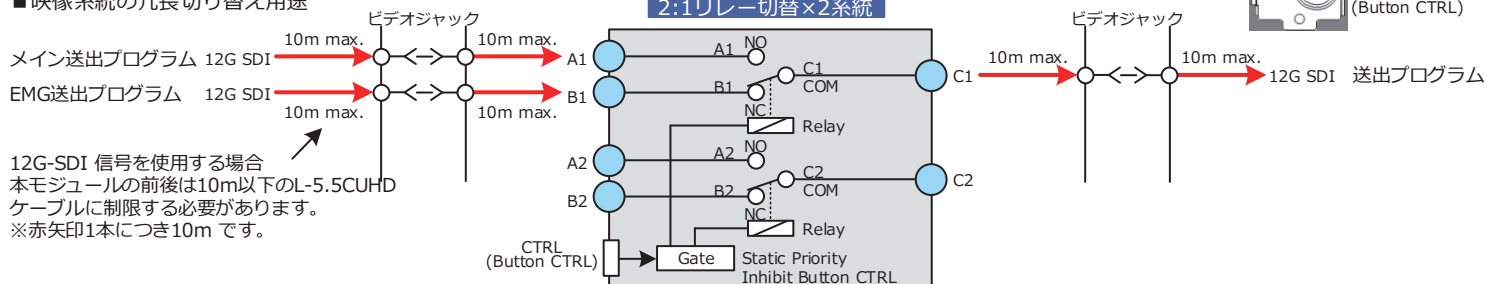 ■映像系統の冗長切り替え用途
2:1リレー切替×2系統
(Button CTRL)
ビデオジャック
ビデオジャック
10m max.
10m max.
メイン送出プログラム 12G SDI
A1
A1
NO
C1
COM
C1
10m max.
10m max.
12G SDI 送出プログラム
EMG送出プログラム 12G SDI
B1
B1
NC
10m max.
10m max.
Relay
12G-SDI 信号を使用する場合
本モジュールの前後は10m以下のL-5.5CUHD
ケーブルに制限する必要があります。
※赤矢印1本につき10m です。
A2
A2
NO
C2
COM
C2
B2
B2
NC
Relay
CTRL
(Button CTRL)
Gate
Static Priority
Inhibit Button CTRL